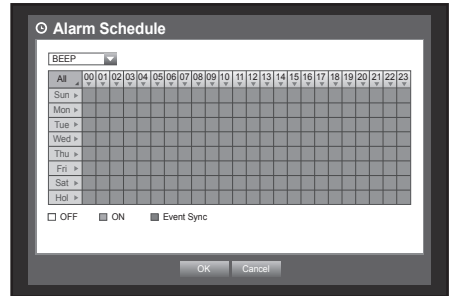 Alarm Schedule
BEEP
All 00 01 02 03 04 05 06 07 08 09 10 11 12 13 14 15 16 17 18 19 20 21 22 23
Sun
Mon
Tue
Wed
Thu
Fri
Sat
Hol
OFF ON Event Sync
OK Cancel